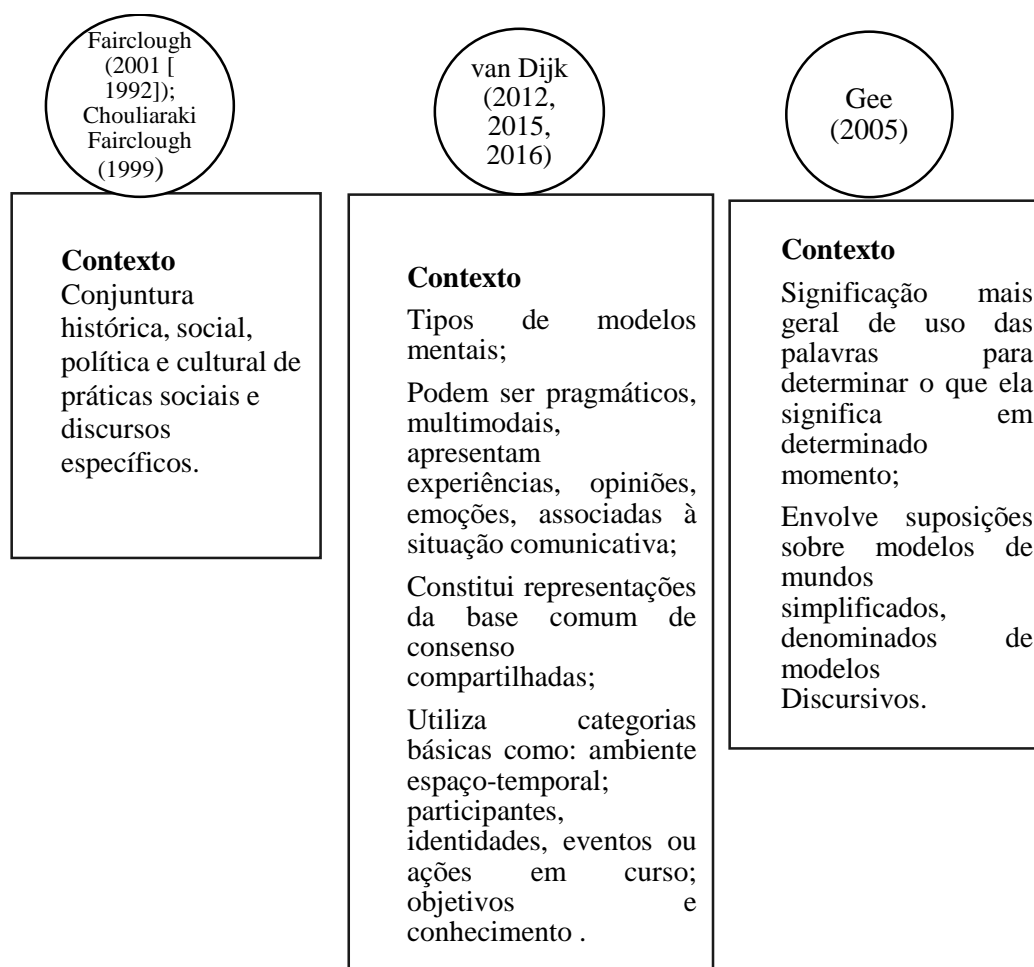 Fairclough
(2001 [
1992]);
Chouliaraki
Fairclough
(1999)
Contexto
Conjuntura
histórica, social,
política e cultural de
práticas sociais e
discursos
específicos.
van Dijk
(2012,
2015,
2016)
Contexto
Tipos de modelos
mentais;
Podem ser pragmáticos,
multimodais,
apresentam
experiências, opiniões,
emoções, associadas à
situação comunicativa;
Constitui representações
da base comum de
consenso
compartilhadas;
Utiliza categorias
básicas como: ambiente
espaço-temporal;
participantes,
identidades, eventos ou
ações em curso;
objetivos e
conhecimento .
Gee
(2005)
Contexto
Significação mais
geral de uso das
palavras para
determinar o que ela
significa em
determinado
momento;
Envolve suposições
sobre modelos de
mundos
simplificados,
denominados de
modelos
Discursivos.